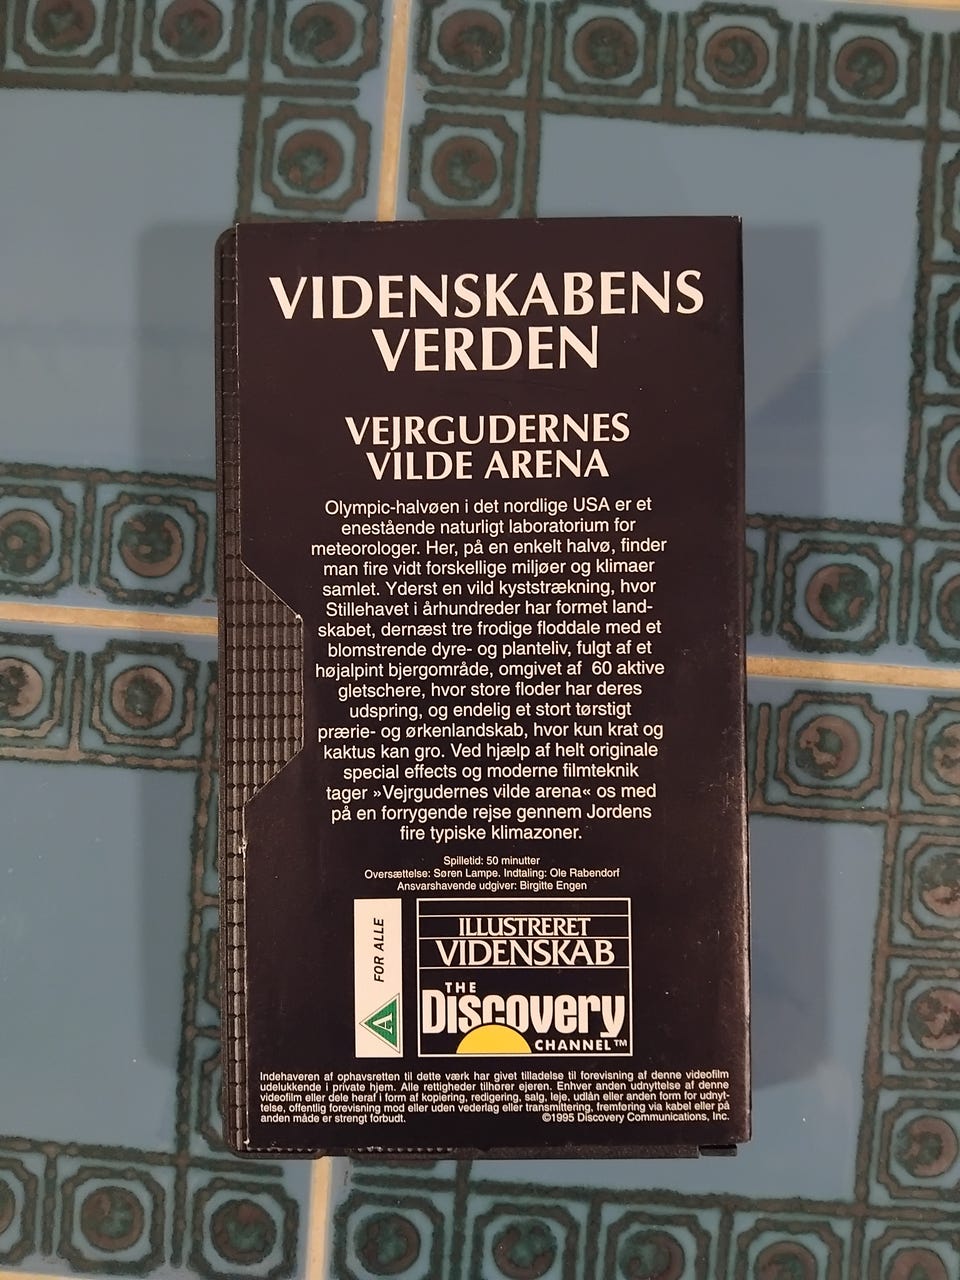 VIDENSKABENS
VERDEN
VEJRGUDERNES
VILDE ARENA
Olympic-halvøen i det nordlige USA er et
enestående naturligt laboratorium for
meteorologer. Her, på en enkelt halvø, finder
man fire vidt forskellige miljøer og klimaer
samlet. Yderst en vild kyststrækning, hvor
Stillehavet i århundreder har formet land-
skabet, dernæst tre frodige floddale med et
blomstrende dyre- og planteliv, fulgt af et
højalpint bjergområde, omgivet af 60 aktive
gletschere, hvor store floder har deres
udspring, og endelig et stort tørstigt
prærie- og ørkenlandskab, hvor kun krat og
kaktus kan gro. Ved hjælp af helt originale
special effects og moderne filmteknik
tager »Vejrgudernes vilde arena« os med
på en forrygende rejse gennem Jordens
fire typiske klimazoner.
Spilletid: 50 minutter
Oversættelse: Søren Lampe. Indtaling: Ole Rabendorf
Ansvarshavende udgiver: Birgitte Engen
FOR ALLE
A
ILLUSTRERET
VIDENSKAB
THE
Discovery
CHANNEL™
Indehaveren af ophavsretten til dette værk har givet tilladelse til forevisning af denne videofilm
udelukkende i private hjem. Alle rettigheder tilhører ejeren. Enhver anden udnyttelse af denne
videofilm eller dele heraf i form af kopiering, redigering, salg, leje, udlån eller anden form for udnyt-
telse, offentlig forevisning mod eller uden vederlag eller transmittering, fremføring via kabel eller på
anden måde er strengt forbudt. ©1995 Discovery Communications, Inc.